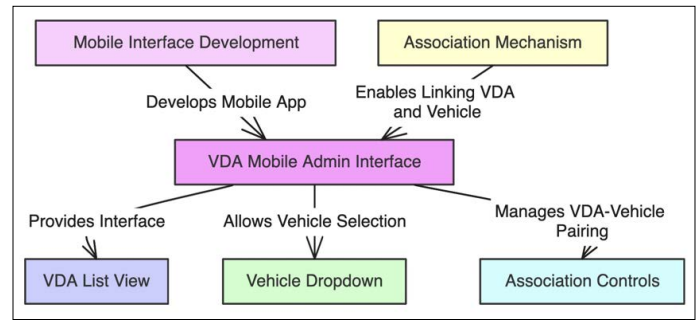 Mobile Interface Development
Association Mechanism
Develops Mobile App
Enables Linking VDA
and Vehicle
VDA Mobile Admin Interface
Provides Interface
Allows Vehicle Selection
Manages VDA-Vehicle
Pairing
VDA List View
Vehicle Dropdown
Association Controls